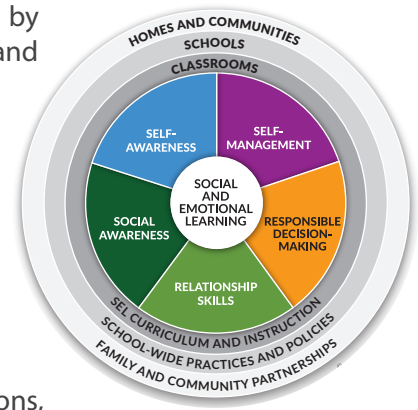 by
and
HOMES AND COMMUNITIES
SCHOOLS
CLASSROOMS
SELF-
AWARENESS
SELF-
MANAGEMENT
SOCIAL
AND
EMOTIONAL
LEARNING
SOCIAL
AWARENESS
RESPONSIBLE
DECISION-
MAKING
RELATIONSHIP
SKILLS
SEL CURRICULUM AND INSTRUCTION
SCHOOL-WIDE PRACTICES AND POLICIES
FAMILY AND COMMUNITY PARTNERSHIPS
ons,